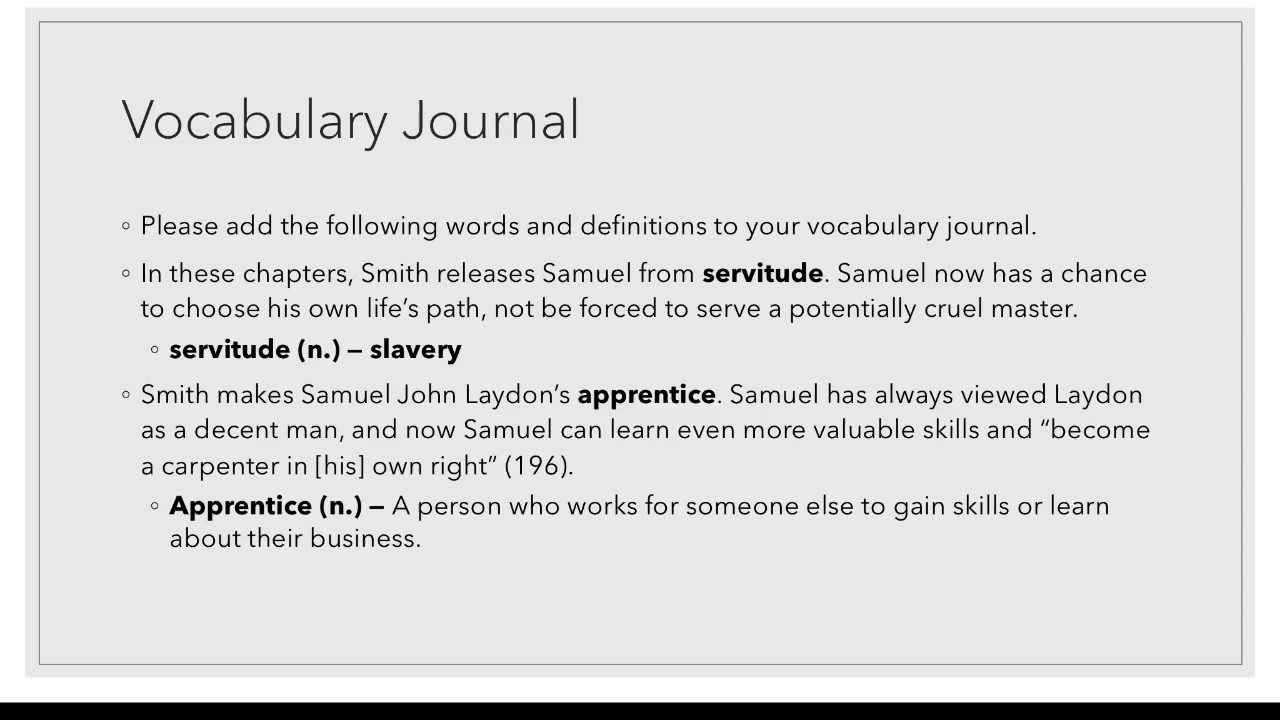 Vocabulary Journal
◦ Please add the following words and definitions to your vocabulary journal.
◦ In these chapters, Smith releases Samuel from servitude. Samuel now has a chance
to choose his own life’s path, not be forced to serve a potentially cruel master.
◦ servitude (n.) – slavery
◦ Smith makes Samuel John Laydon’s apprentice. Samuel has always viewed Laydon
as a decent man, and now Samuel can learn even more valuable skills and “become
a carpenter in [his] own right” (196).
◦ Apprentice (n.) – A person who works for someone else to gain skills or learn
about their business.